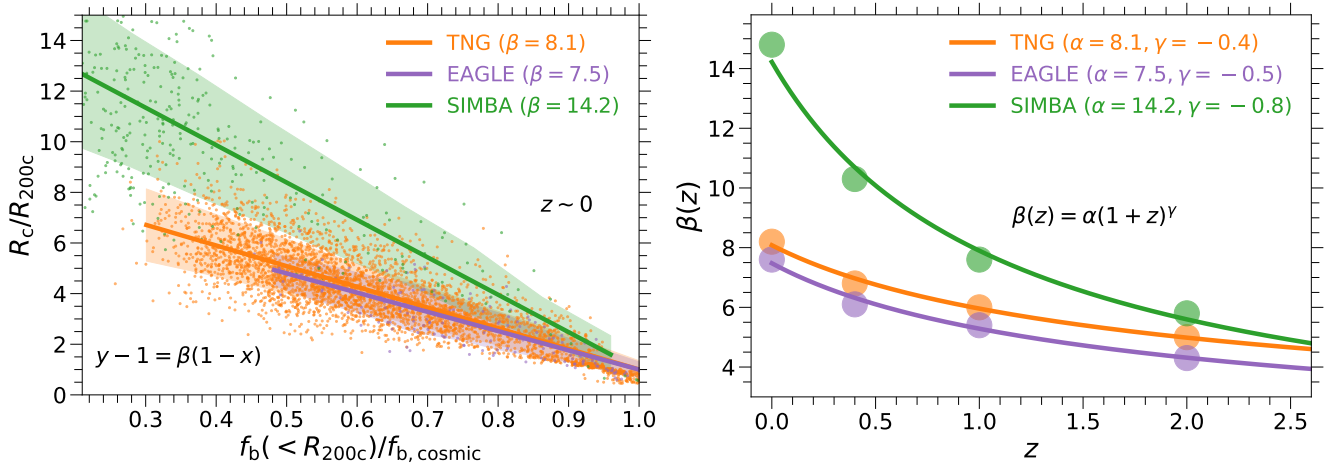 14
12
10
8
6
4
2
0
R_c/R_200c
TNG (β = 8.1)
EAGLE (β = 7.5)
SIMBA (β = 14.2)
z ~ 0
y − 1 = β(1 − x)
0.3 0.4 0.5 0.6 0.7 0.8 0.9 1.0
f_b(< R_200c)/f_b, cosmic
14
12
10
8
6
4
β(z)
TNG (α = 8.1, γ = −0.4)
EAGLE (α = 7.5, γ = −0.5)
SIMBA (α = 14.2, γ = −0.8)
β(z) = α(1 + z)^γ
0.0 0.5 1.0 1.5 2.0 2.5
z